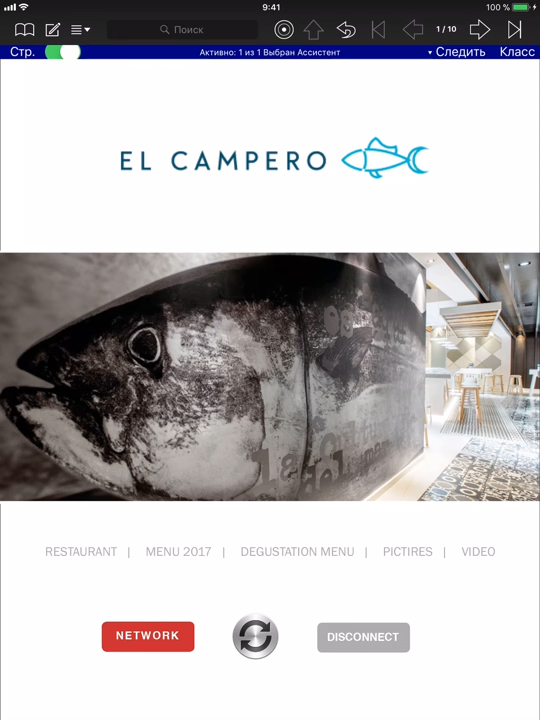 9:41
100 %
Поиск
1 / 10
Стр.
Активно: 1 из 1 Выбран Ассистент
Следить
Класс
EL CAMPERO
RESTAURANT | MENU 2017 | DEGUSTATION MENU | PICTIRES | VIDEO
NETWORK
DISCONNECT